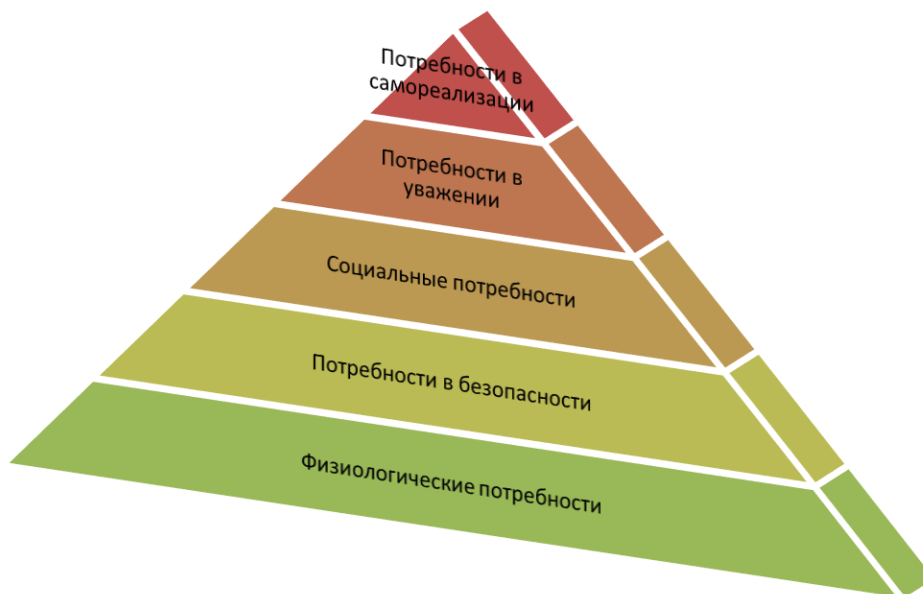 Потребности в
самореализации
Потребности в
уважении
Социальные потребности
Потребности в безопасности
Физиологические потребности